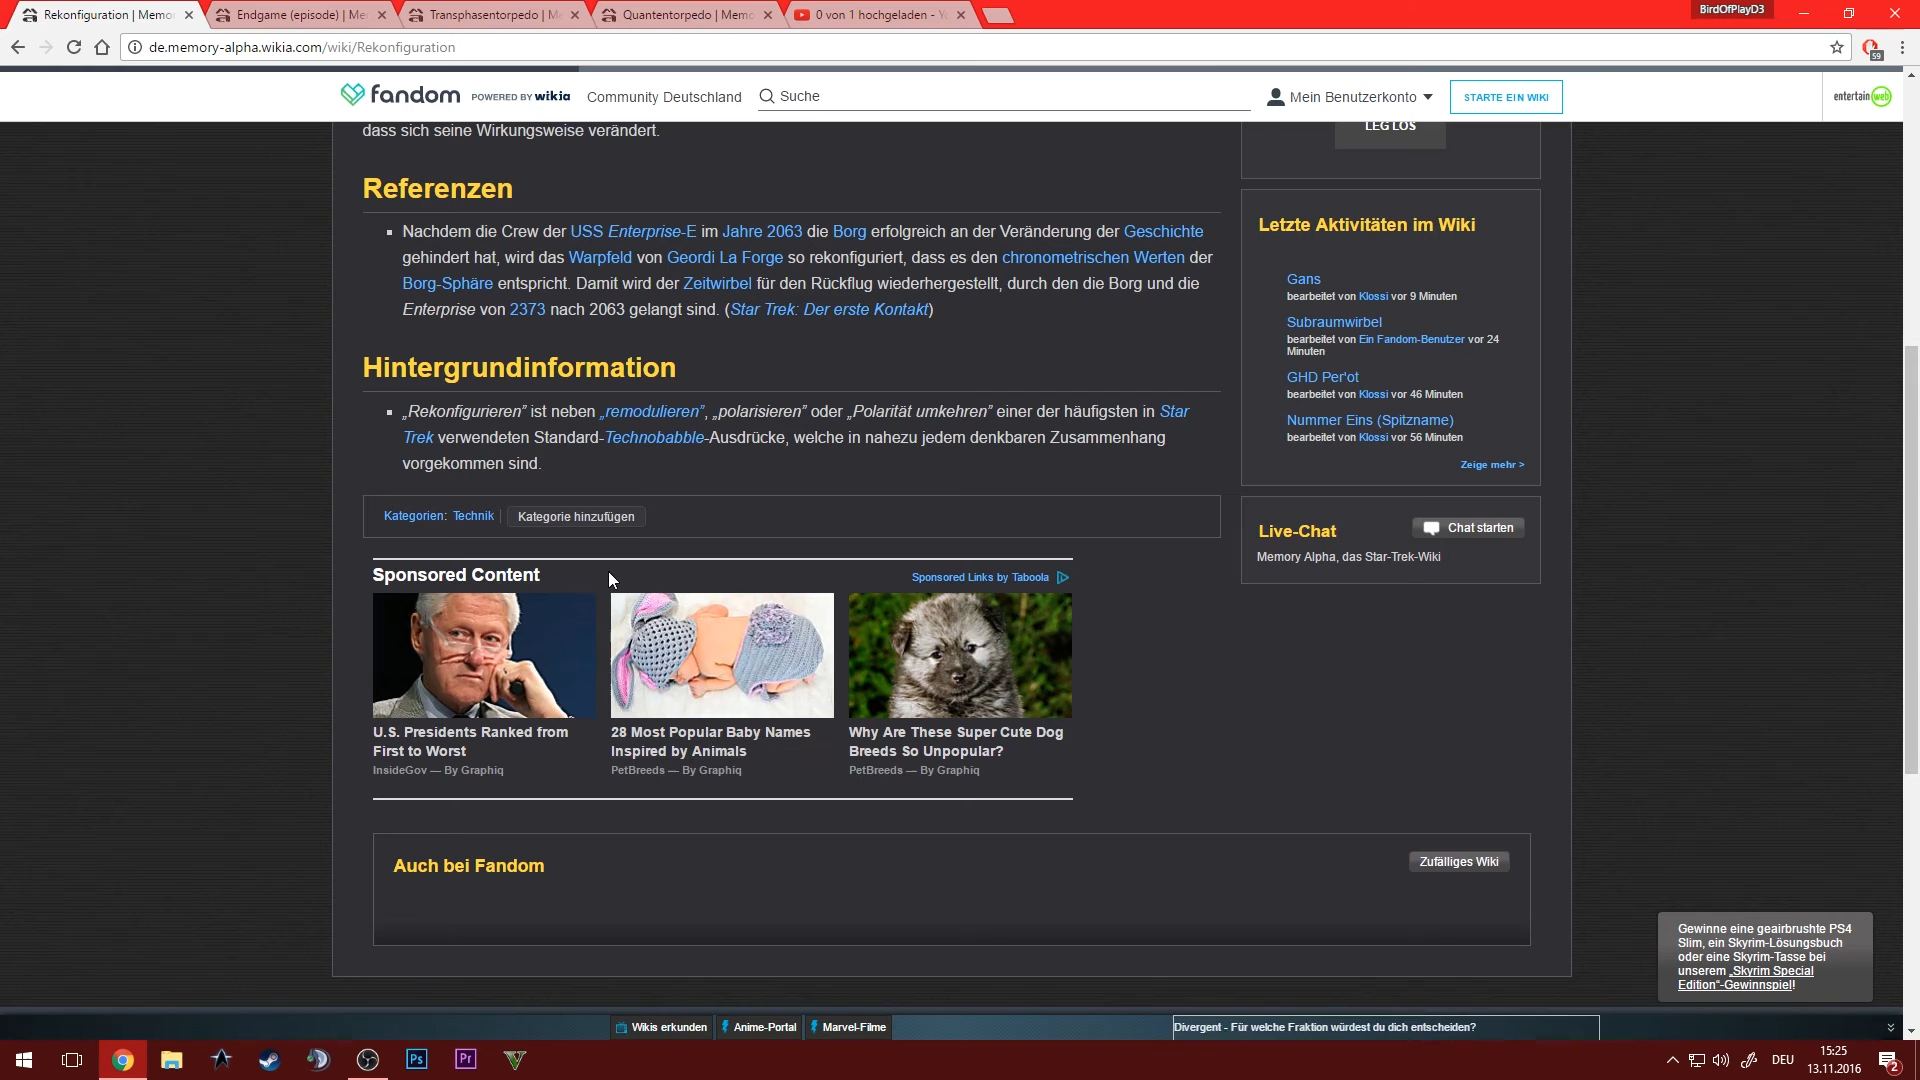 Rekonfiguration | Memo
Endgame (episode) | Me
Transphasentorpedo | Me
Quantentorpedo | Memo
0 von 1 hochgeladen - Y
BirdOfPlayD3
de.memory-alpha.wikia.com/wiki/Rekonfiguration
59
fandom POWERED BY wikia
Community Deutschland
Suche
Mein Benutzerkonto
STARTE EIN WIKI
entertain web
dass sich seine Wirkungsweise verändert.
LEG LOS
Referenzen
Nachdem die Crew der USS Enterprise-E im Jahre 2063 die Borg erfolgreich an der Veränderung der Geschichte
gehindert hat, wird das Warpfeld von Geordi La Forge so rekonfiguriert, dass es den chronometrischen Werten der
Borg-Sphäre entspricht. Damit wird der Zeitwirbel für den Rückflug wiederhergestellt, durch den die Borg und die
Enterprise von 2373 nach 2063 gelangt sind. (Star Trek: Der erste Kontakt)
Hintergrundinformation
„Rekonfigurieren” ist neben „remodulieren”, „polarisieren” oder „Polarität umkehren” einer der häufigsten in Star
Trek verwendeten Standard-Technobabble-Ausdrücke, welche in nahezu jedem denkbaren Zusammenhang
vorgekommen sind.
Kategorien: Technik
Kategorie hinzufügen
Letzte Aktivitäten im Wiki
Gans
bearbeitet von Klossi vor 9 Minuten
Subraumwirbel
bearbeitet von Ein Fandom-Benutzer vor 24
Minuten
GHD Per'ot
bearbeitet von Klossi vor 46 Minuten
Nummer Eins (Spitzname)
bearbeitet von Klossi vor 56 Minuten
Zeige mehr >
Live-Chat
Chat starten
Memory Alpha, das Star-Trek-Wiki
Sponsored Content
Sponsored Links by Taboola
U.S. Presidents Ranked from
First to Worst
InsideGov — By Graphiq
28 Most Popular Baby Names
Inspired by Animals
PetBreeds — By Graphiq
Why Are These Super Cute Dog
Breeds So Unpopular?
PetBreeds — By Graphiq
Auch bei Fandom
Zufälliges Wiki
Gewinne eine geairbrushte PS4
Slim, ein Skyrim-Lösungsbuch
oder eine Skyrim-Tasse bei
unserem „Skyrim Special
Edition“-Gewinnspiel!
Wikis erkunden
Anime-Portal
Marvel-Filme
Divergent - Für welche Fraktion würdest du dich entscheiden?
Ps
Pr
V
DEU
15:25
13.11.2016
2